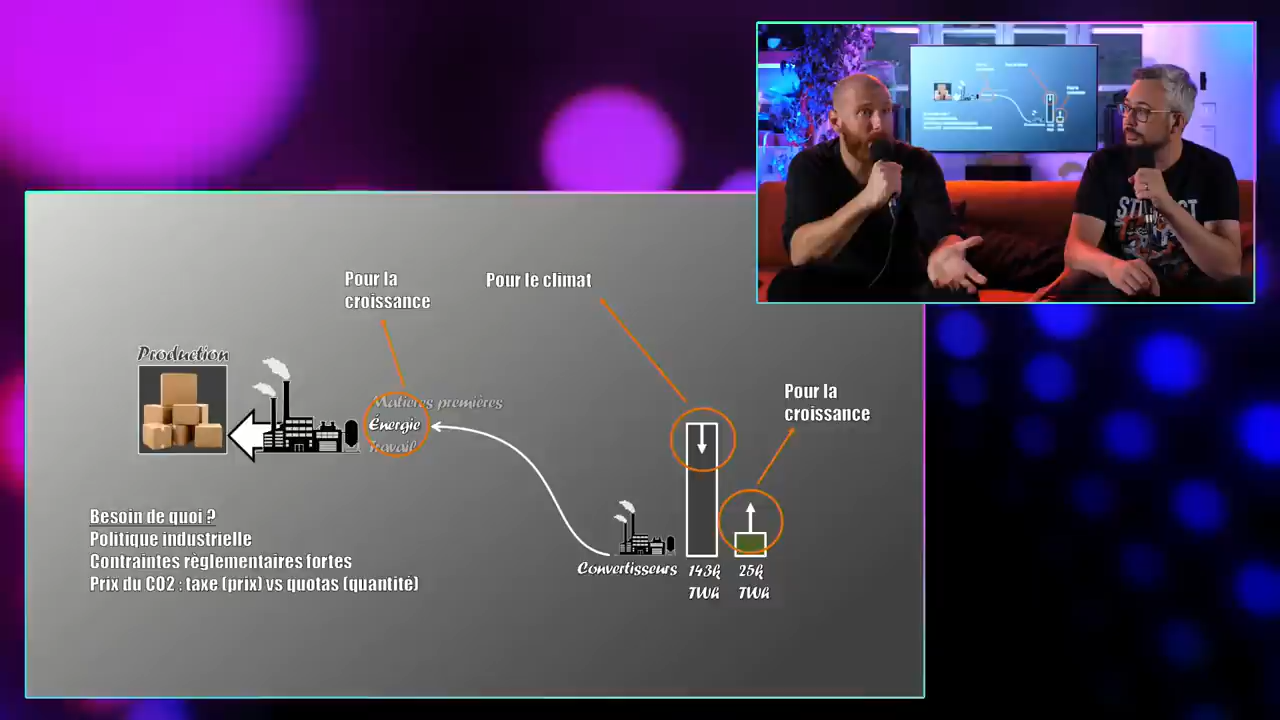 Pour la
croissance
Pour le climat
Production
Matières premières
Énergie
Travail
Pour la
croissance
Besoin de quoi ?
Politique industrielle
Contraintes règlementaires fortes
Prix du CO2 : taxe (prix) vs quotas (quantité)
Convertisseurs
143k
TWh
25k
TWh